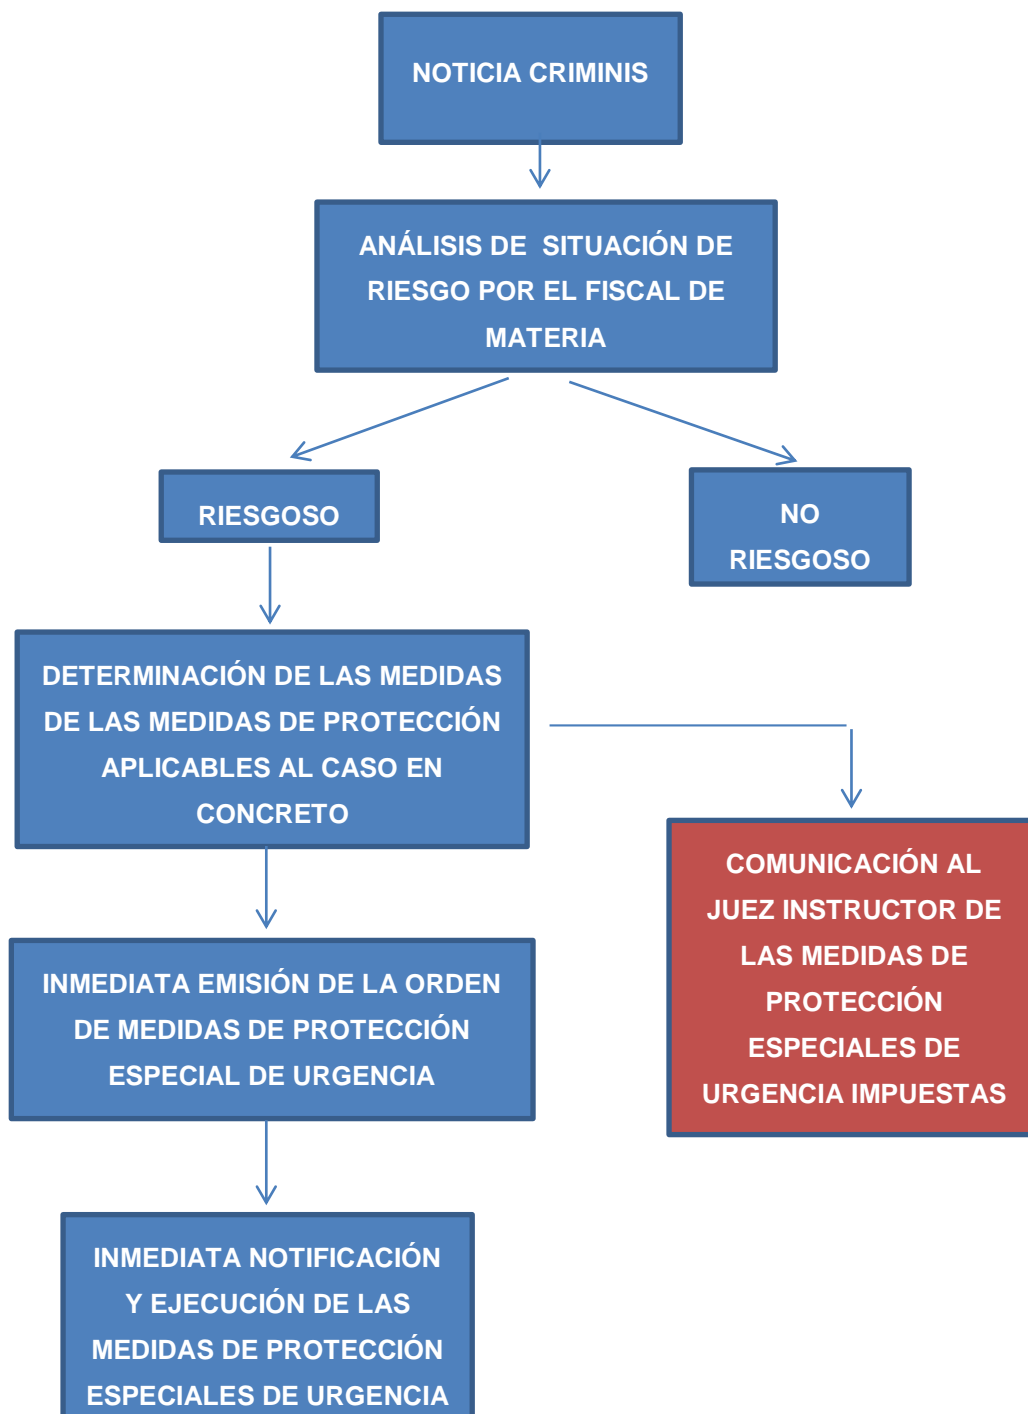 NOTICIA CRIMINIS
ANÁLISIS DE SITUACIÓN DE
RIESGO POR EL FISCAL DE
MATERIA
RIESGOSO
NO
RIESGOSO
DETERMINACIÓN DE LAS MEDIDAS
DE LAS MEDIDAS DE PROTECCIÓN
APLICABLES AL CASO EN
CONCRETO
COMUNICACIÓN AL
JUEZ INSTRUCTOR DE
LAS MEDIDAS DE
PROTECCIÓN
ESPECIALES DE
URGENCIA IMPUESTAS
INMEDIATA EMISIÓN DE LA ORDEN
DE MEDIDAS DE PROTECCIÓN
ESPECIAL DE URGENCIA
INMEDIATA NOTIFICACIÓN
Y EJECUCIÓN DE LAS
MEDIDAS DE PROTECCIÓN
ESPECIALES DE URGENCIA